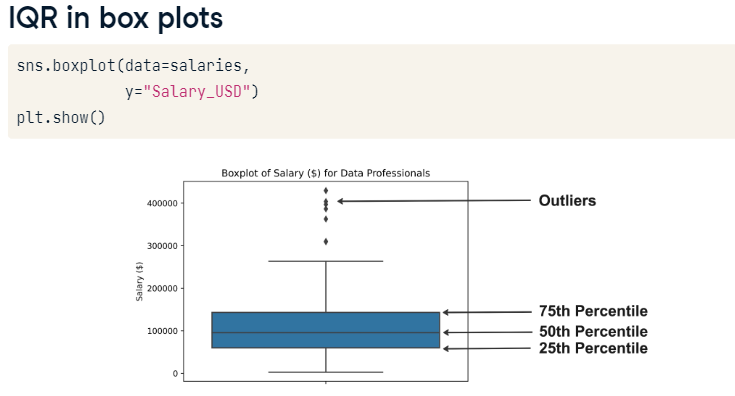 IQR in box plots
sns.boxplot(data=salaries,
y="Salary_USD")
plt.show()
Boxplot of Salary ($) for Data Professionals
400000
300000
200000
100000
0
Salary ($)
Outliers
75th Percentile
50th Percentile
25th Percentile